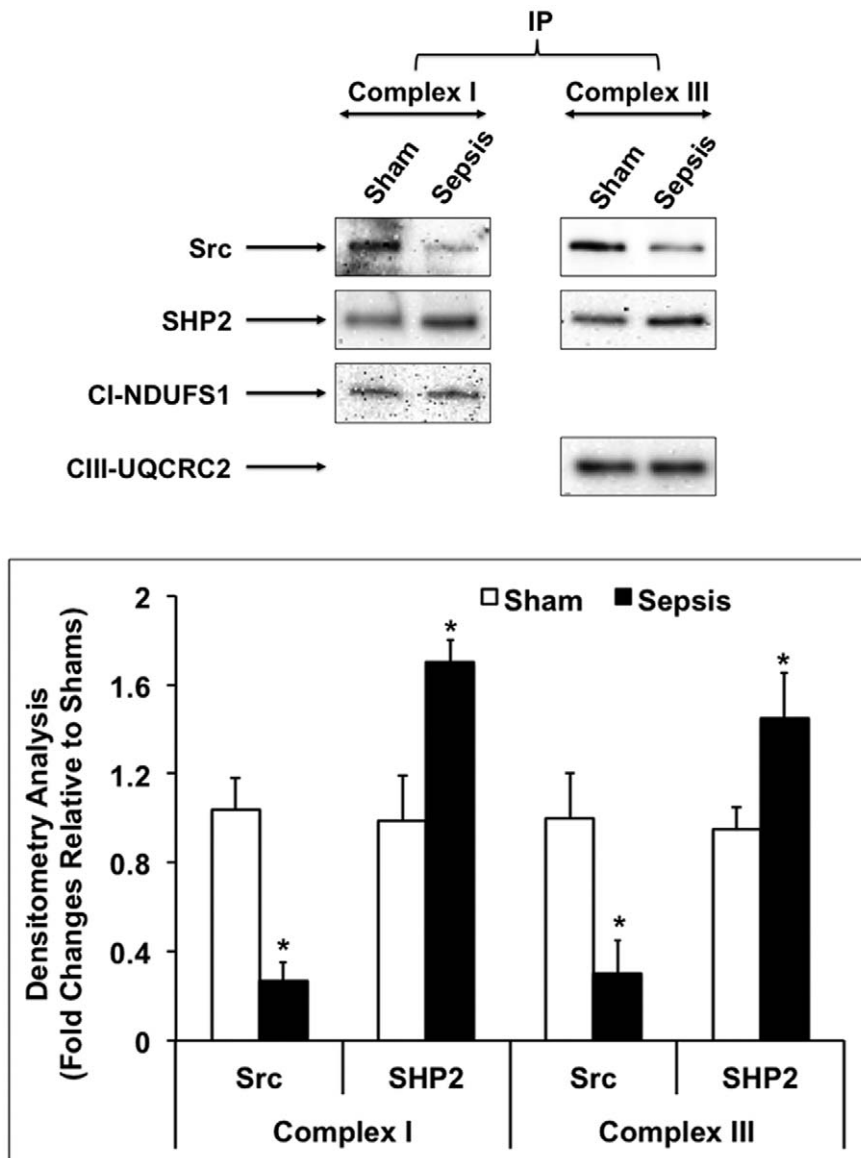 IP
Complex I Complex III
Sham Sepsis Sham Sepsis
Src
SHP2
CI-NDUFS1
CIII-UQCRC2
Densitometry Analysis
(Fold Changes Relative to Shams)
2
1.6
1.2
0.8
0.4
0
Sham Sepsis
*
*
*
*
Src SHP2 Src SHP2
Complex I Complex III